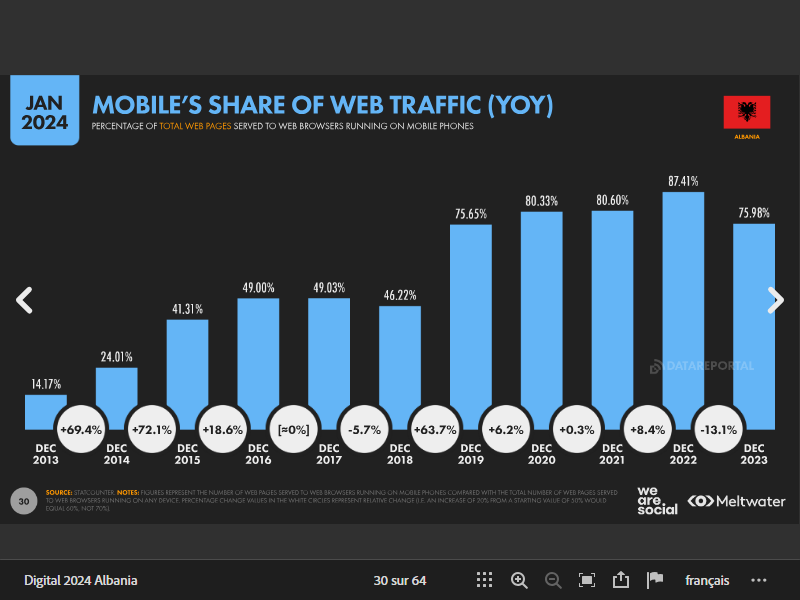 JAN
2024
MOBILE'S SHARE OF WEB TRAFFIC (YOY)
PERCENTAGE OF TOTAL WEB PAGES SERVED TO WEB BROWSERS RUNNING ON MOBILE PHONES
ALBANIA
14.17%
24.01%
41.31%
49.00%
49.03%
46.22%
75.65%
80.33%
80.60%
87.41%
75.98%
DATAREPORTAL
+69.4%
+72.1%
+18.6%
[≈0%]
-5.7%
+63.7%
+6.2%
+0.3%
+8.4%
-13.1%
DEC
2013
DEC
2014
DEC
2015
DEC
2016
DEC
2017
DEC
2018
DEC
2019
DEC
2020
DEC
2021
DEC
2022
DEC
2023
30
SOURCE: STATCOUNTER. NOTES: FIGURES REPRESENT THE NUMBER OF WEB PAGES SERVED TO WEB BROWSERS RUNNING ON MOBILE PHONES COMPARED WITH THE TOTAL NUMBER OF WEB PAGES SERVED
TO WEB BROWSERS RUNNING ON ANY DEVICE. PERCENTAGE CHANGE VALUES IN THE WHITE CIRCLES REPRESENT RELATIVE CHANGE (I.E. AN INCREASE OF 20% FROM A STARTING VALUE OF 50% WOULD
EQUAL 60%, NOT 70%).
we
are.
social
Meltwater
Digital 2024 Albania
30 sur 64
français